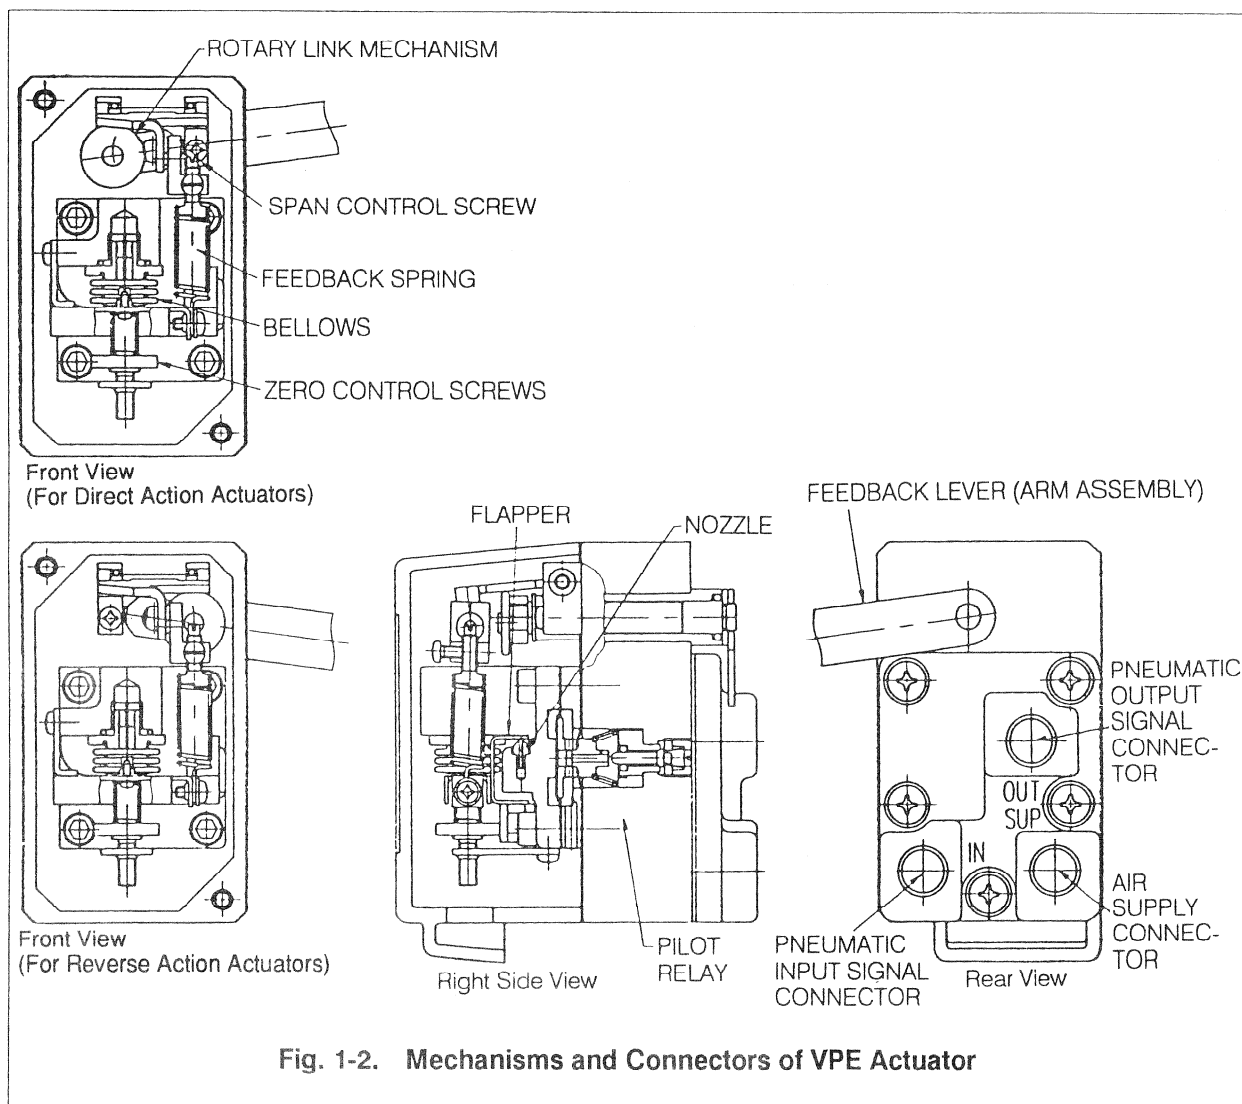 ROTARY LINK MECHANISM
SPAN CONTROL SCREW
FEEDBACK SPRING
BELLOWS
ZERO CONTROL SCREWS
Front View
(For Direct Action Actuators)
FLAPPER
NOZZLE
FEEDBACK LEVER (ARM ASSEMBLY)
PNEUMATIC
OUTPUT
SIGNAL
CONNEC-
TOR
OUT
SUP
IN
AIR
SUPPLY
CONNEC-
TOR
Front View
(For Reverse Action Actuators)
Right Side View
PILOT
RELAY
PNEUMATIC
INPUT SIGNAL
CONNECTOR
Rear View
Fig. 1-2. Mechanisms and Connectors of VPE Actuator